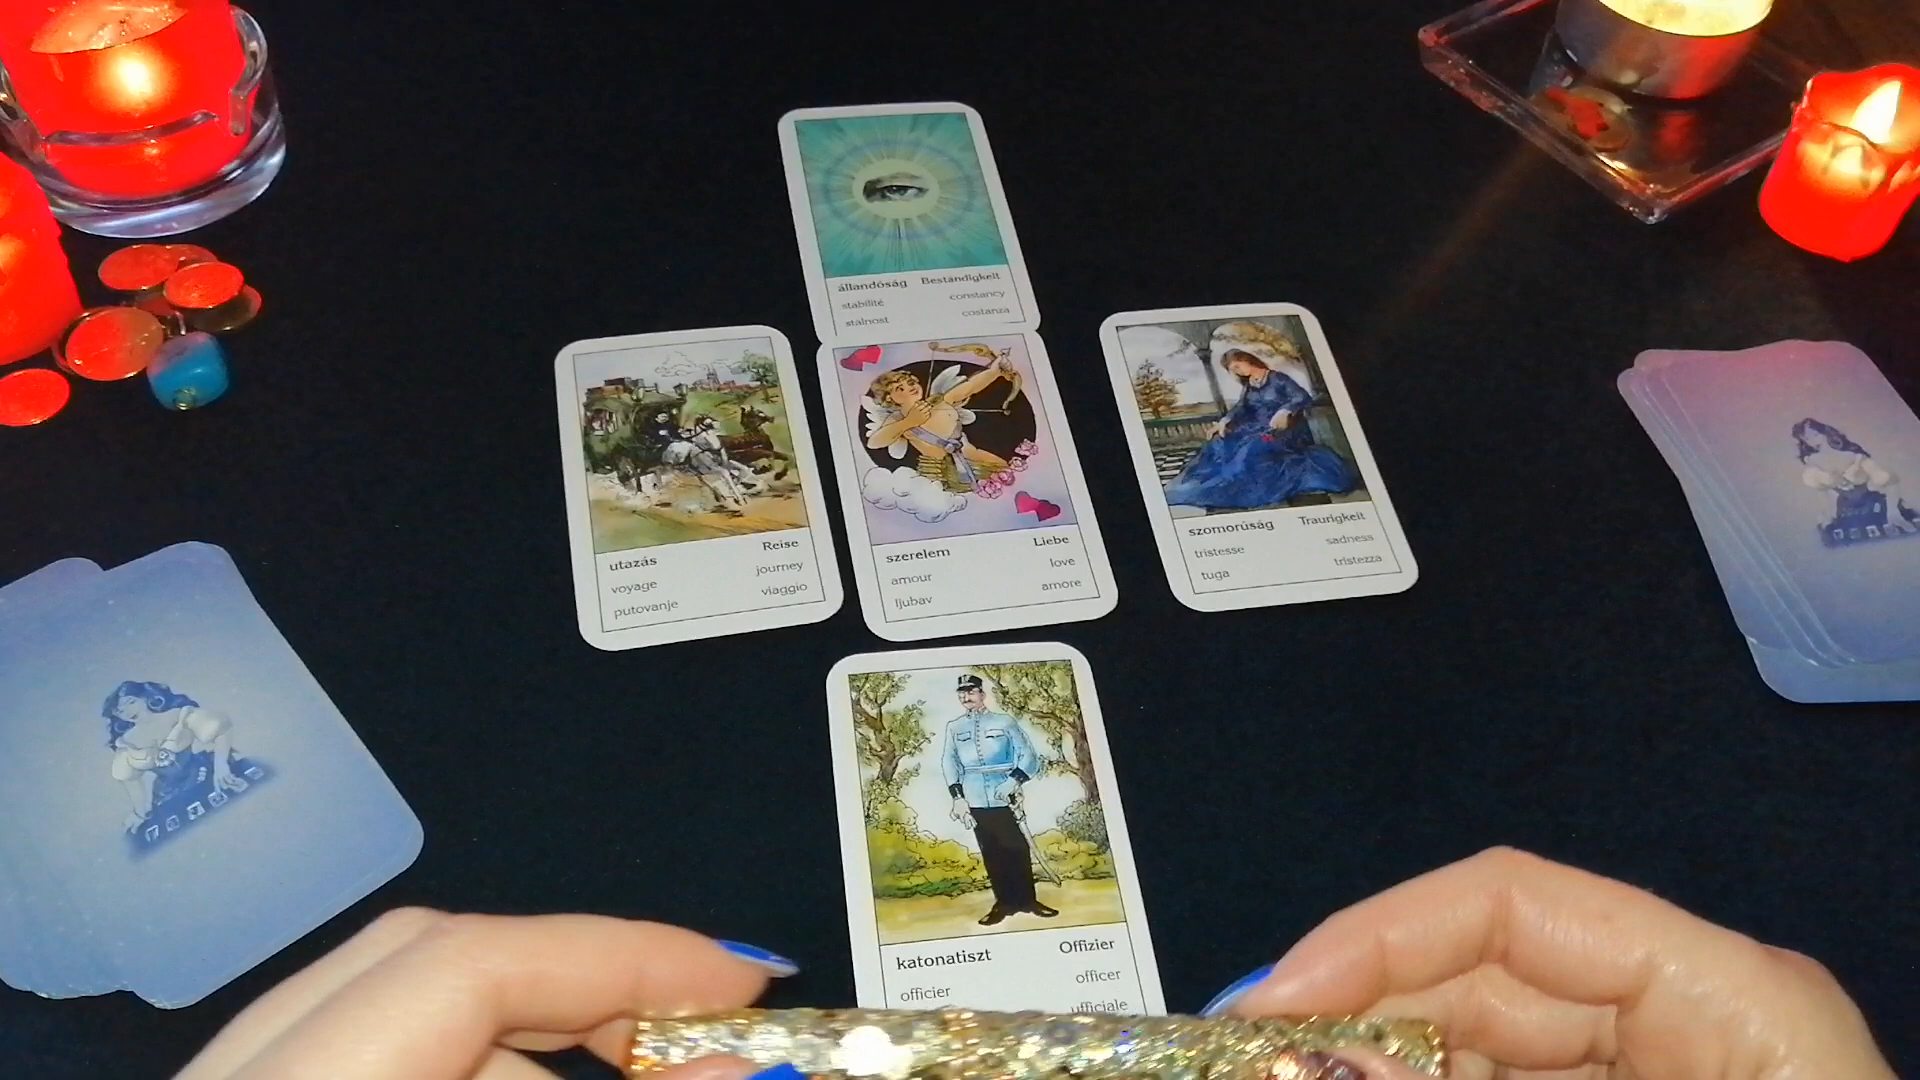 állandóság Beständigkeit
stabilité constancy
stalnost costanza
utazás Reise
voyage journey
putovanje viaggio
szerelem Liebe
amour love
ljubav amore
szomorúság Traurigkeit
tristesse sadness
tuga tristezza
katonatiszt Offizier
officier officer
ufficiale